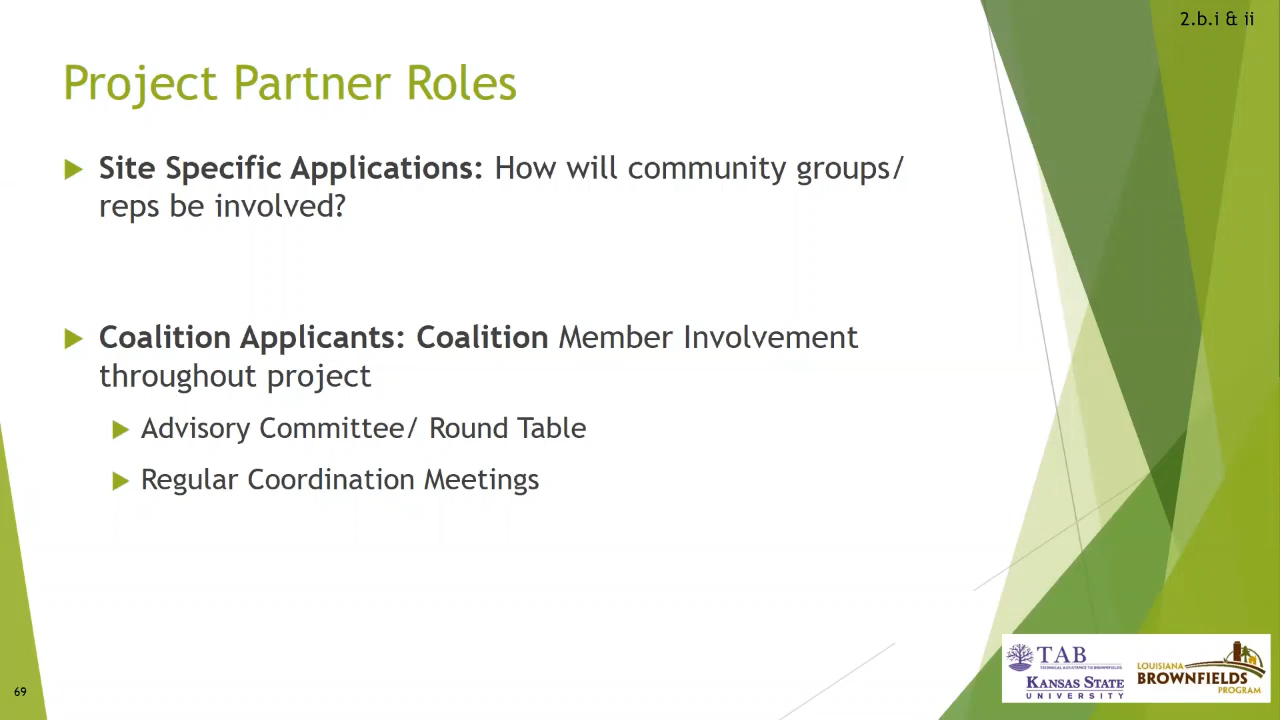 2.b.i & ii
Project Partner Roles
Site Specific Applications: How will community groups/
reps be involved?
Coalition Applicants: Coalition Member Involvement
throughout project
Advisory Committee/ Round Table
Regular Coordination Meetings
TAB
TECHNICAL ASSISTANCE TO BROWNFIELDS
KANSAS STATE
UNIVERSITY
LOUISIANA
BROWNFIELDS
PROGRAM
69